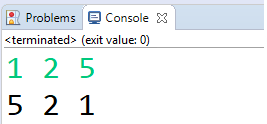 Problems Console
<terminated> (exit value: 0)
1 2 5
5 2 1